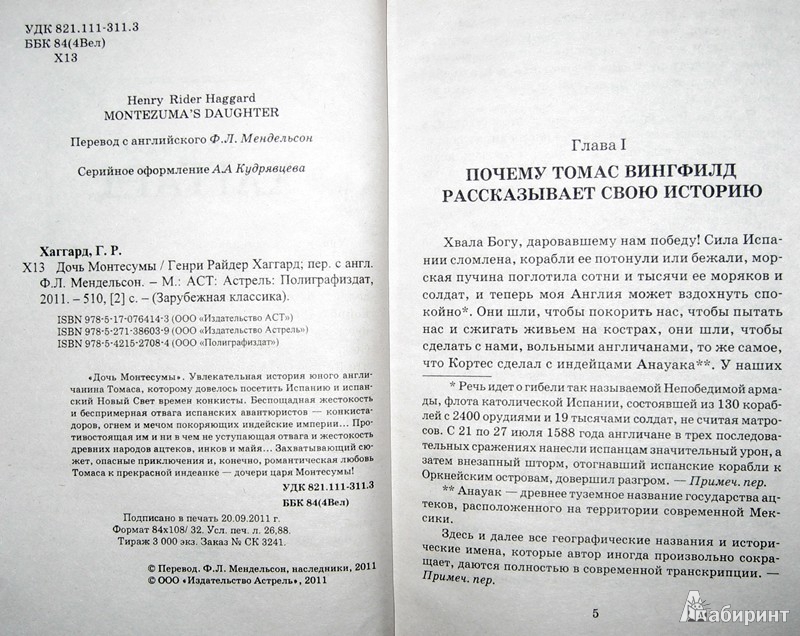 УДК 821.111-311.3
ББК 84(4Вел)
Х13
Henry Rider Haggard
MONTEZUMA'S DAUGHTER
Перевод с английского Ф.Л. Мендельсон
Серийное оформление А.А Кудрявцева
Хаггард, Г. Р.
Х13 Дочь Монтесумы / Генри Райдер Хаггард; пер. с англ.
Ф.Л. Мендельсон. – М.: АСТ: Астрель: Полиграфиздат,
2011. – 510, [2] с. – (Зарубежная классика).
ISBN 978-5-17-076414-3 (ООО «Издательство АСТ»)
ISBN 978-5-271-38603-9 (ООО «Издательство Астрель»)
ISBN 978-5-4215-2708-4 (ООО «Полиграфиздат»)
«Дочь Монтесумы». Увлекательная история юного англи-
чанина Томаса, которому довелось посетить Испанию и испан-
ский Новый Свет времен конкисты. Беспощадная жестокость
и беспримерная отвага испанских авантюристов — конкиста-
доров, огнем и мечом покоряющих индейские империи... Про-
тивостоящая им и ни в чем не уступающая отвага и жестокость
древних народов ацтеков, инков и майя... Захватывающий сю-
жет, опасные приключения и, конечно, романтическая любовь
Томаса к прекрасной индеанке — дочери царя Монтесумы!
УДК 821.111-311.3
ББК 84(4Вел)
Подписано в печать 20.09.2011 г.
Формат 84х108/ 32. Усл. печ. л. 26,88.
Тираж 3 000 экз. Заказ № СК 3241.
© Перевод. Ф.Л. Мендельсон, наследники, 2011
© ООО «Издательство Астрель», 2011
Глава I
ПОЧЕМУ ТОМАС ВИНГФИЛД
РАССКАЗЫВАЕТ СВОЮ ИСТОРИЮ
Хвала Богу, даровавшему нам победу! Сила Испа-
нии сломлена, корабли ее потонули или бежали, мор-
ская пучина поглотила сотни и тысячи ее моряков и
солдат, и теперь моя Англия может вздохнуть спо-
койно*. Они шли, чтобы покорить нас, чтобы пытать
нас и сжигать живьем на кострах, они шли, чтобы
сделать с нами, вольными англичанами, то же самое,
что Кортес сделал с индейцами Анауака**. У наших
* Речь идет о гибели так называемой Непобедимой арма-
ды, флота католической Испании, состоявшей из 130 кораб-
лей с 2400 орудиями и 19 тысячами солдат, не считая матро-
сов. С 21 по 27 июля 1588 года англичане в трех последова-
тельных сражениях нанесли испанцам значительный урон, а
затем внезапный шторм, отогнавший испанские корабли к
Оркнейским островам, довершил разгром. — Примеч. пер.
** Анауак — древнее туземное название государства ац-
теков, расположенного на территории современной Мек-
сики.
Здесь и далее все географические названия и истори-
ческие имена, которые автор иногда произвольно сокра-
щает, даются полностью в современной транскрипции. —
Примеч. пер.
5
Лабиринт